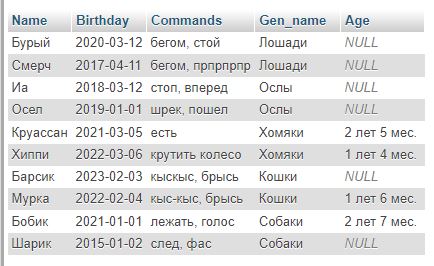 Name Birthday Commands Gen_name Age
Бурый 2020-03-12 бегом, стой Лошади NULL
Смерч 2017-04-11 бегом, прпрпрпр Лошади NULL
Иа 2018-03-12 стоп, вперед Ослы NULL
Осел 2019-01-01 шрек, пошел Ослы NULL
Круассан 2021-03-05 есть Хомяки 2 лет 5 мес.
Хиппи 2022-03-06 крутить колесо Хомяки 1 лет 4 мес.
Барсик 2023-02-03 кыскыс, брысь Кошки NULL
Мурка 2022-02-04 кыс-кыс, брысь Кошки 1 лет 6 мес.
Бобик 2021-01-01 лежать, голос Собаки 2 лет 7 мес.
Шарик 2015-01-02 след, фас Собаки NULL